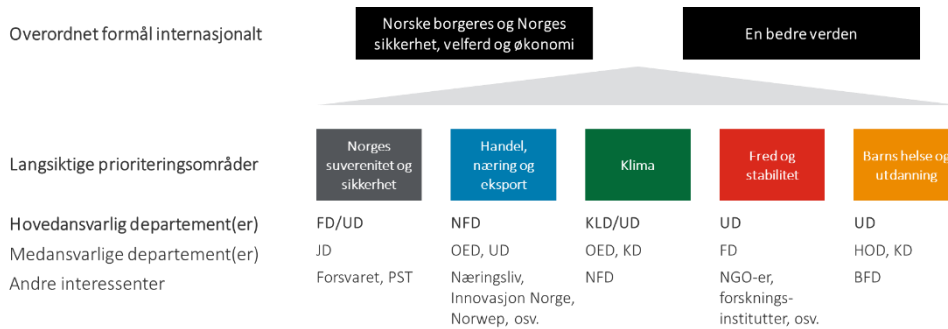 Overordnet formål internasjonalt
Norske borgeres og Norges
sikkerhet, velferd og økonomi
En bedre verden
Langsiktige prioriteringsområder
Norges
suverenitet og
sikkerhet
Handel,
næring og
eksport
Klima
Fred og
stabilitet
Barns helse og
utdanning
Hovedansvarlig departement(er)
FD/UD
NFD
KLD/UD
UD
UD
Medansvarlige departement(er)
JD
OED, UD
OED, KD
FD
HOD, KD
Andre interessenter
Forsvaret, PST
Næringsliv,
Innovasjon Norge,
Norwep, osv.
NFD
NGO-er,
forsknings-
institutter, osv.
BFD